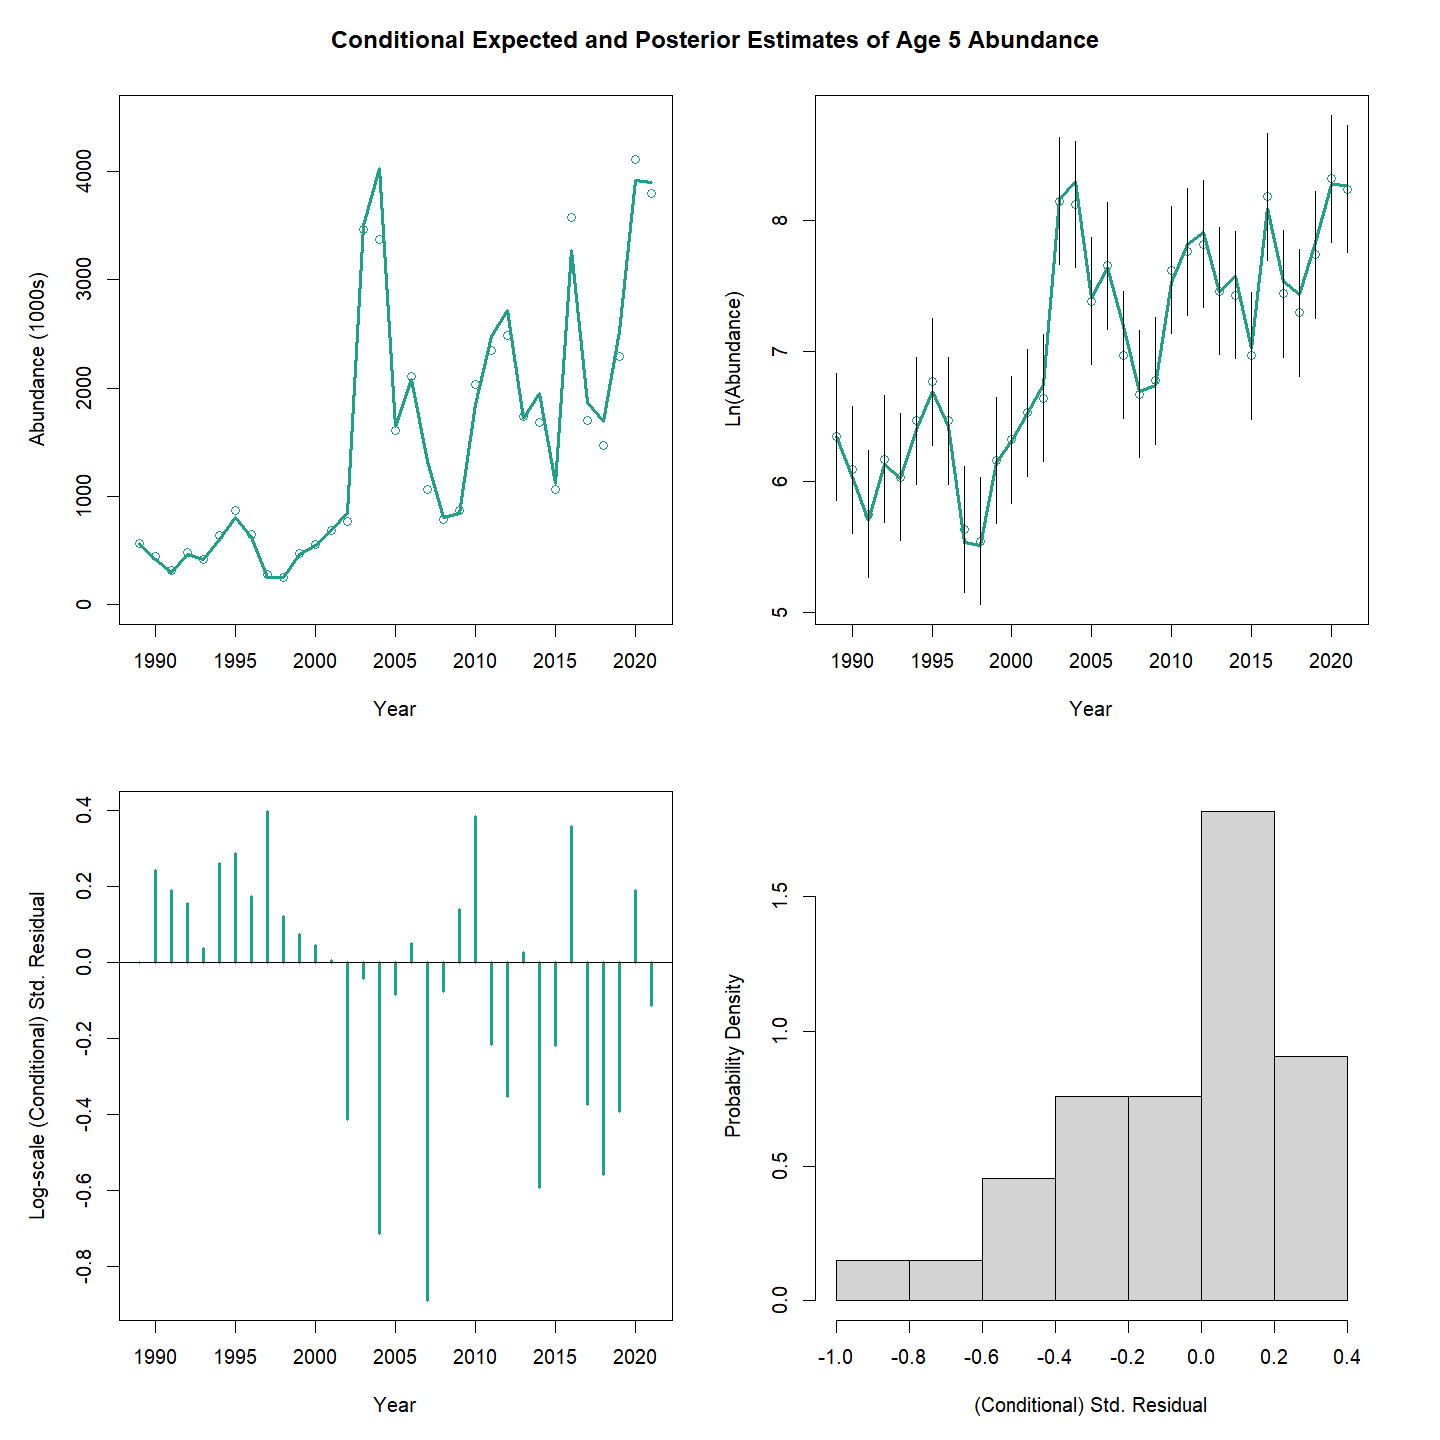 Conditional Expected and Posterior Estimates of Age 5 Abundance
Abundance (1000s)
4000
3000
2000
1000
0
1990 1995 2000 2005 2010 2015 2020
Year
Ln(Abundance)
8
7
6
5
1990 1995 2000 2005 2010 2015 2020
Year
Log-scale (Conditional) Std. Residual
0.4
0.2
0.0
-0.2
-0.4
-0.6
-0.8
1990 1995 2000 2005 2010 2015 2020
Year
Probability Density
1.5
1.0
0.5
0.0
-1.0 -0.8 -0.6 -0.4 -0.2 0.0 0.2 0.4
(Conditional) Std. Residual